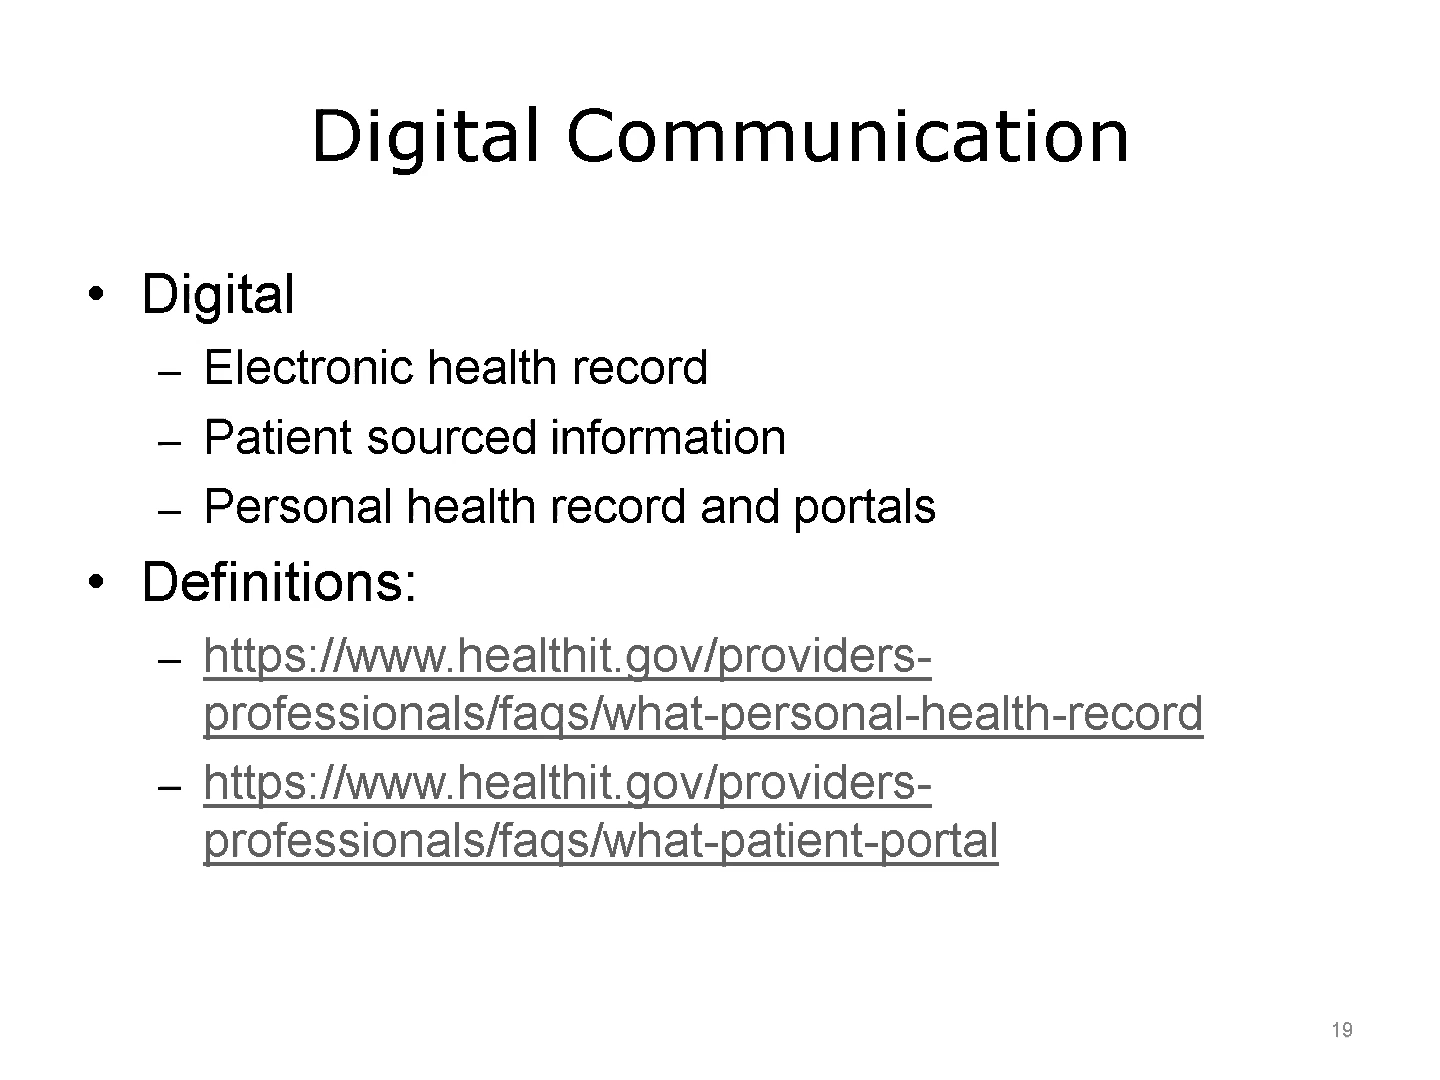 Digital Communication
• Digital
– Electronic health record
– Patient sourced information
– Personal health record and portals
• Definitions:
– https://www.healthit.gov/providers-
professionals/faqs/what-personal-health-record
– https://www.healthit.gov/providers-
professionals/faqs/what-patient-portal
19